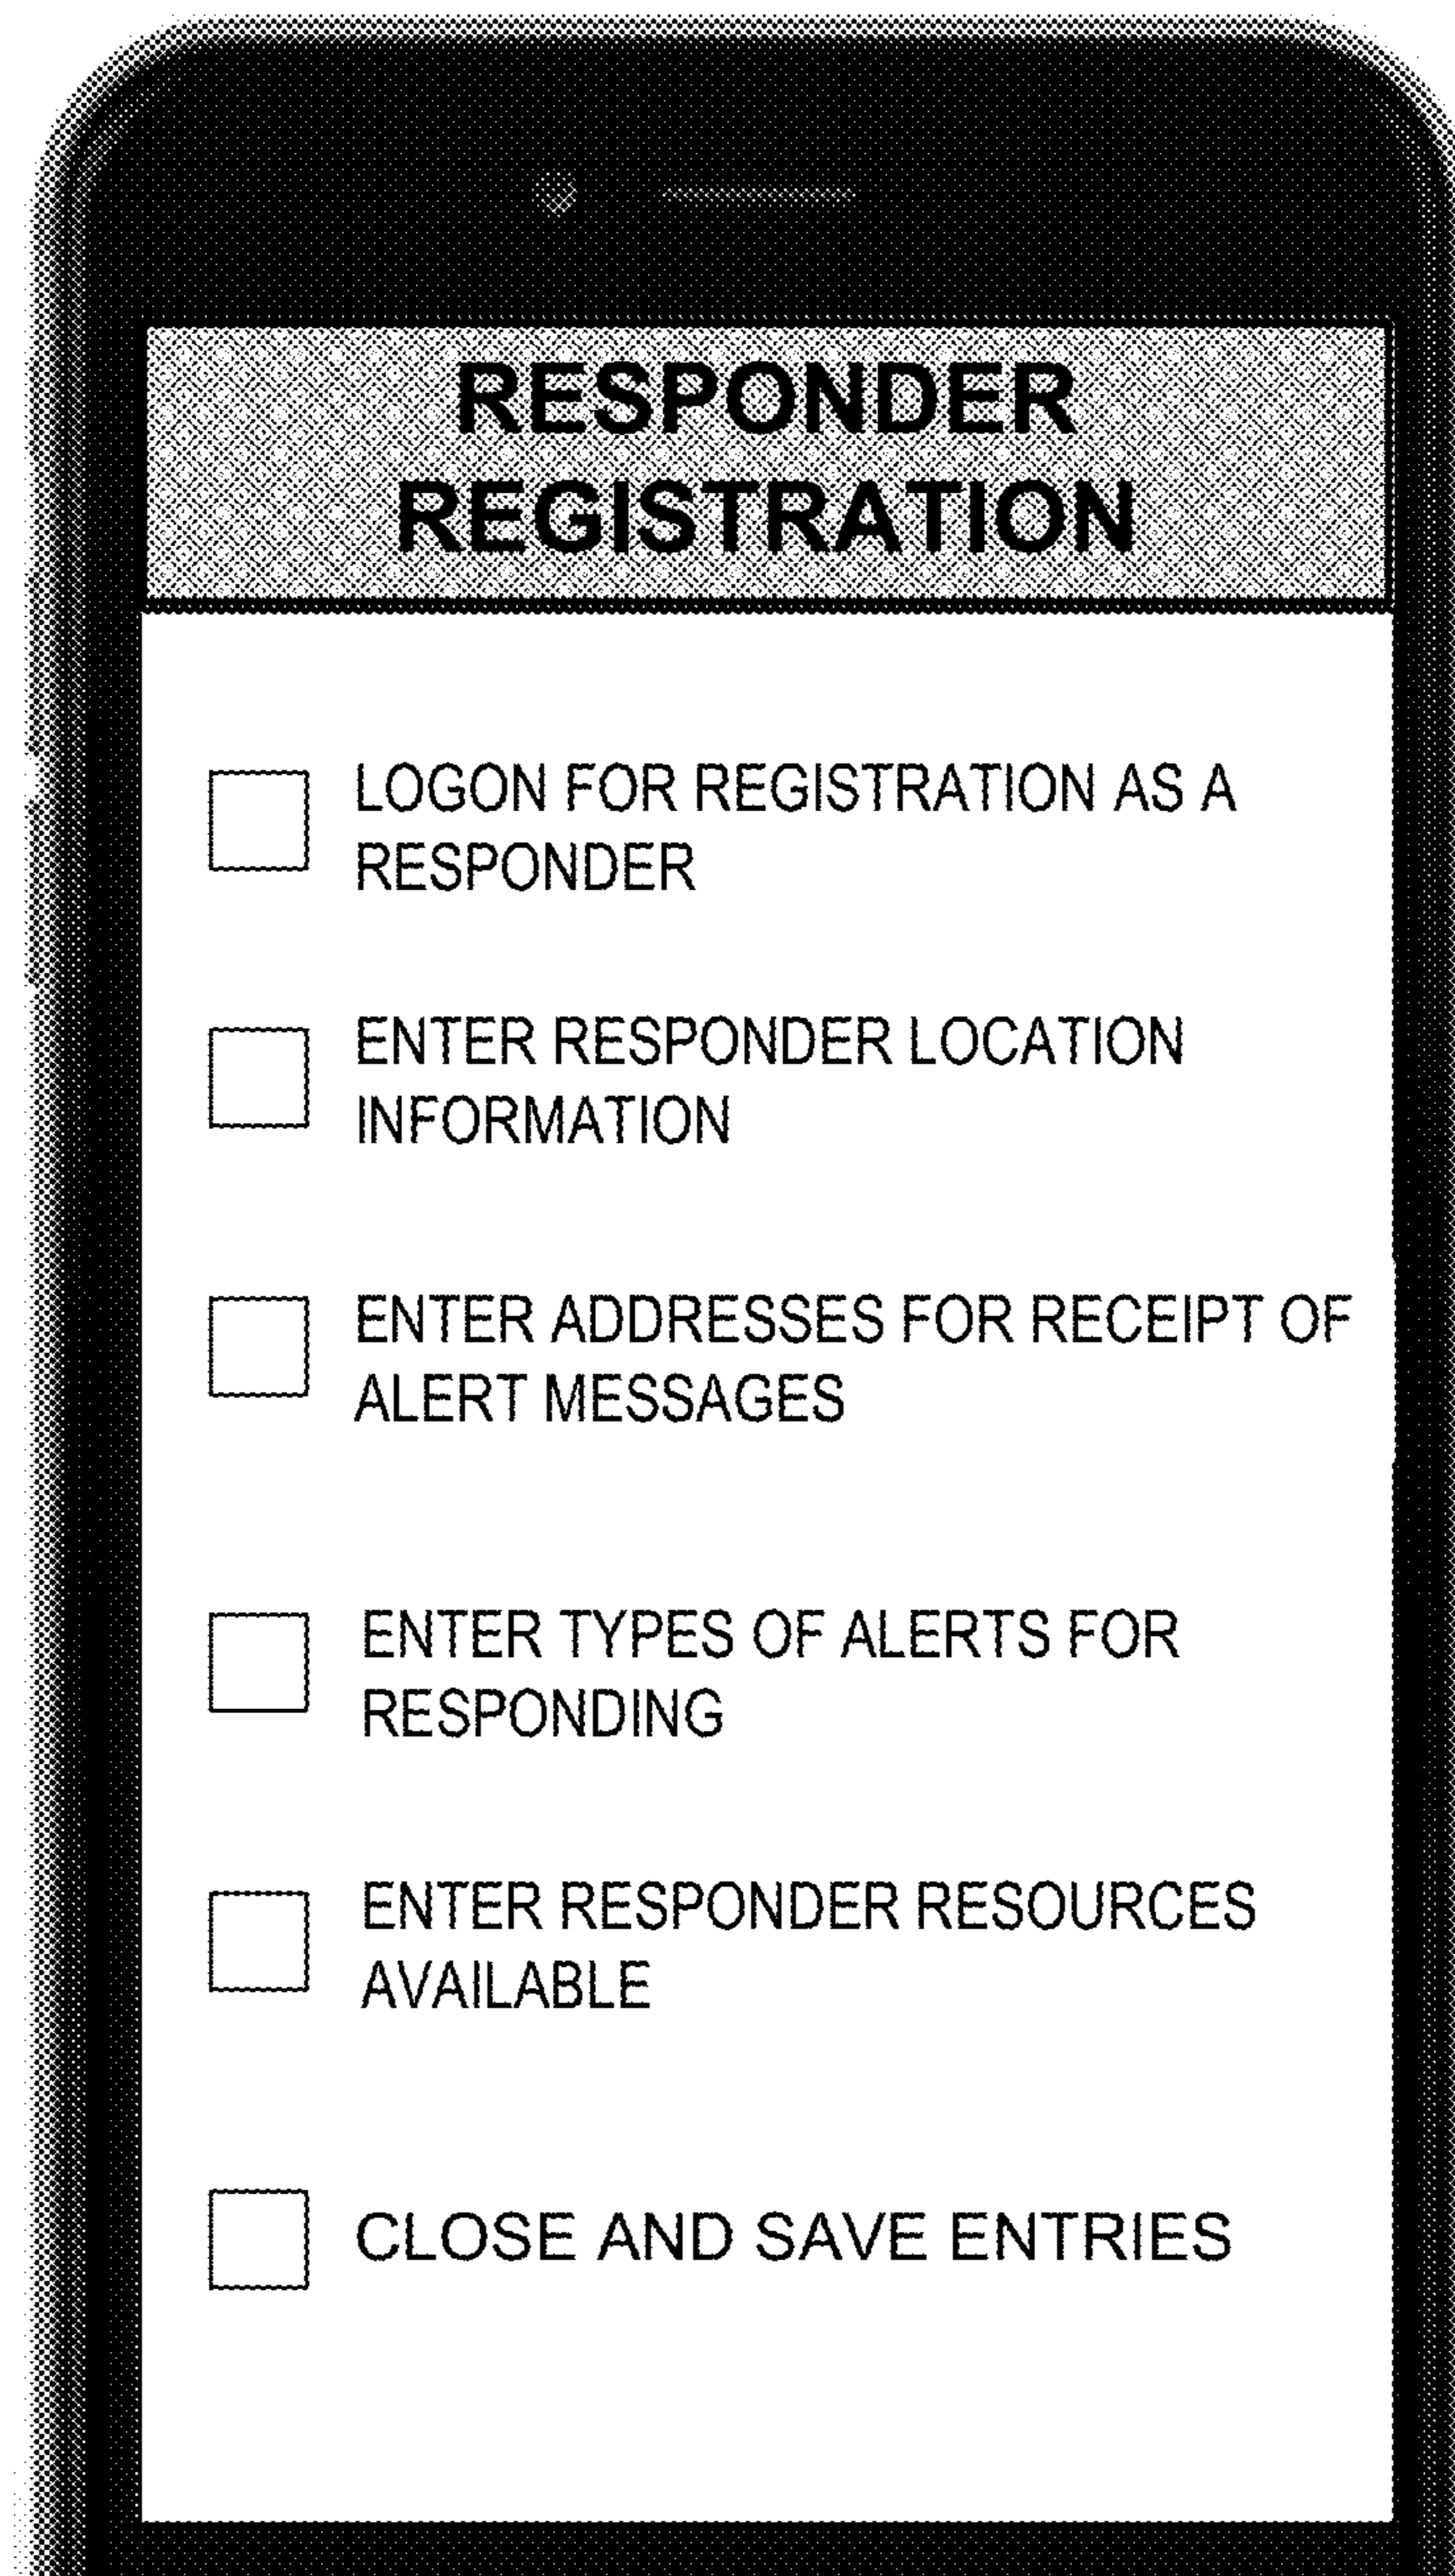 RESPONDER
REGISTRATION
LOGON FOR REGISTRATION AS A
RESPONDER
ENTER RESPONDER LOCATION
INFORMATION
ENTER ADDRESSES FOR RECEIPT OF
ALERT MESSAGES
ENTER TYPES OF ALERTS FOR
RESPONDING
ENTER RESPONDER RESOURCES
AVAILABLE
CLOSE AND SAVE ENTRIES